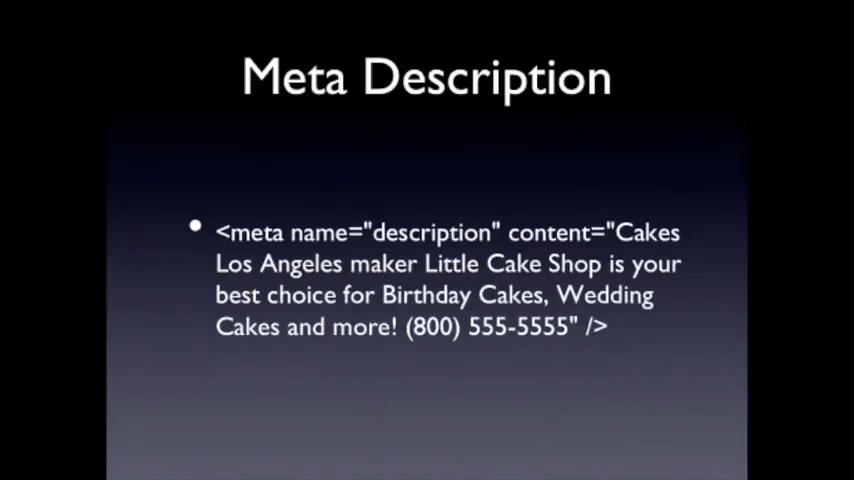 Meta Description
• <meta name="description" content="Cakes
Los Angeles maker Little Cake Shop is your
best choice for Birthday Cakes, Wedding
Cakes and more! (800) 555-5555" />